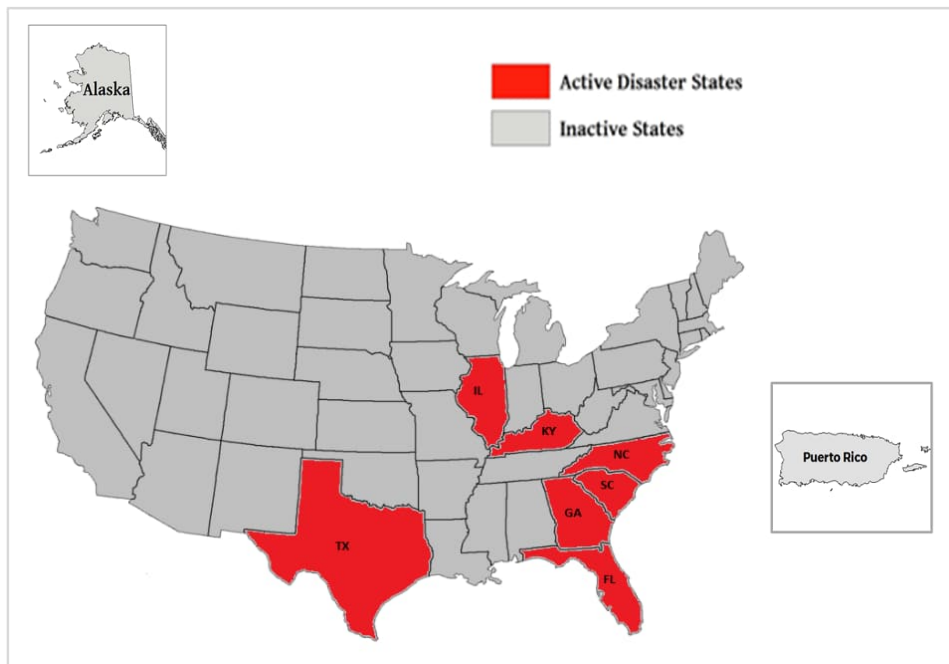 Alaska
Active Disaster States
Inactive States
IL
KY
NC
SC
GA
TX
FL
Puerto Rico